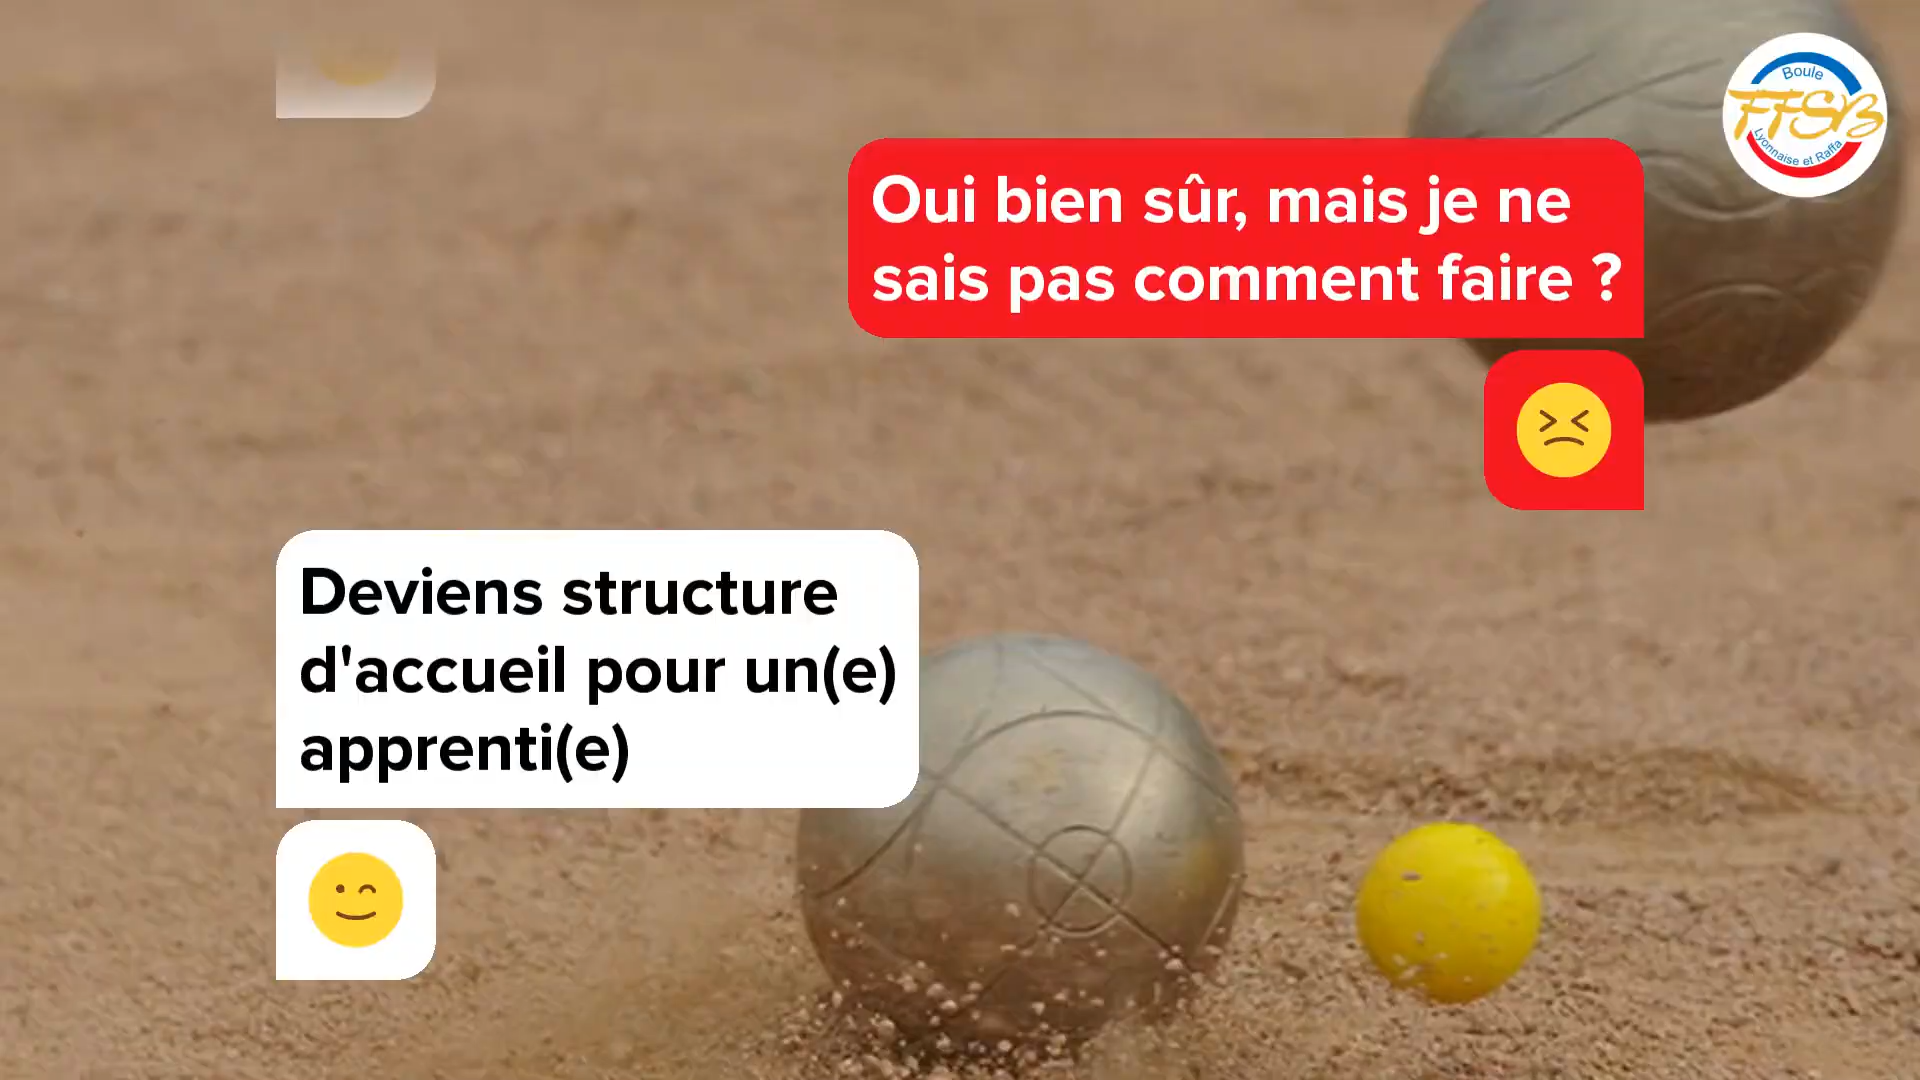 Boule
FFSB
Lyonnaise et Raffa
Oui bien sûr, mais je ne
sais pas comment faire ?
Deviens structure
d'accueil pour un(e)
apprenti(e)